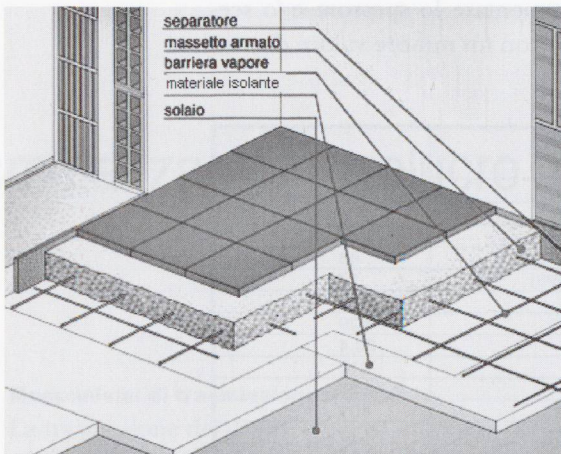 separatore
massetto armato
barriera vapore
materiale isolante
solaio